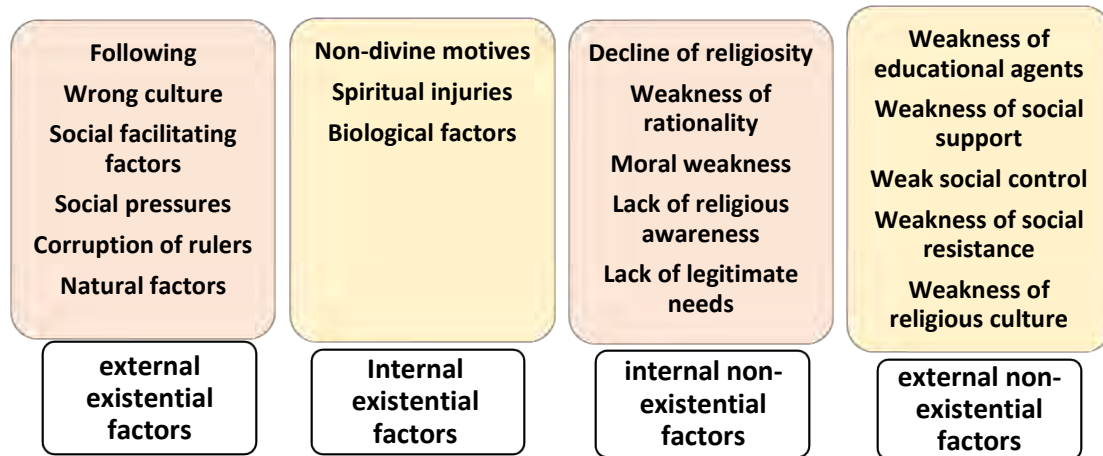 Following
Wrong culture
Social facilitating
factors
Social pressures
Corruption of rulers
Natural factors
external
existential
factors
Non-divine motives
Spiritual injuries
Biological factors
Internal
existential
factors
Decline of religiosity
Weakness of
rationality
Moral weakness
Lack of religious
awareness
Lack of legitimate
needs
internal non-
existential
factors
Weakness of
educational agents
Weakness of social
support
Weak social control
Weakness of social
resistance
Weakness of
religious culture
external non-
existential
factors